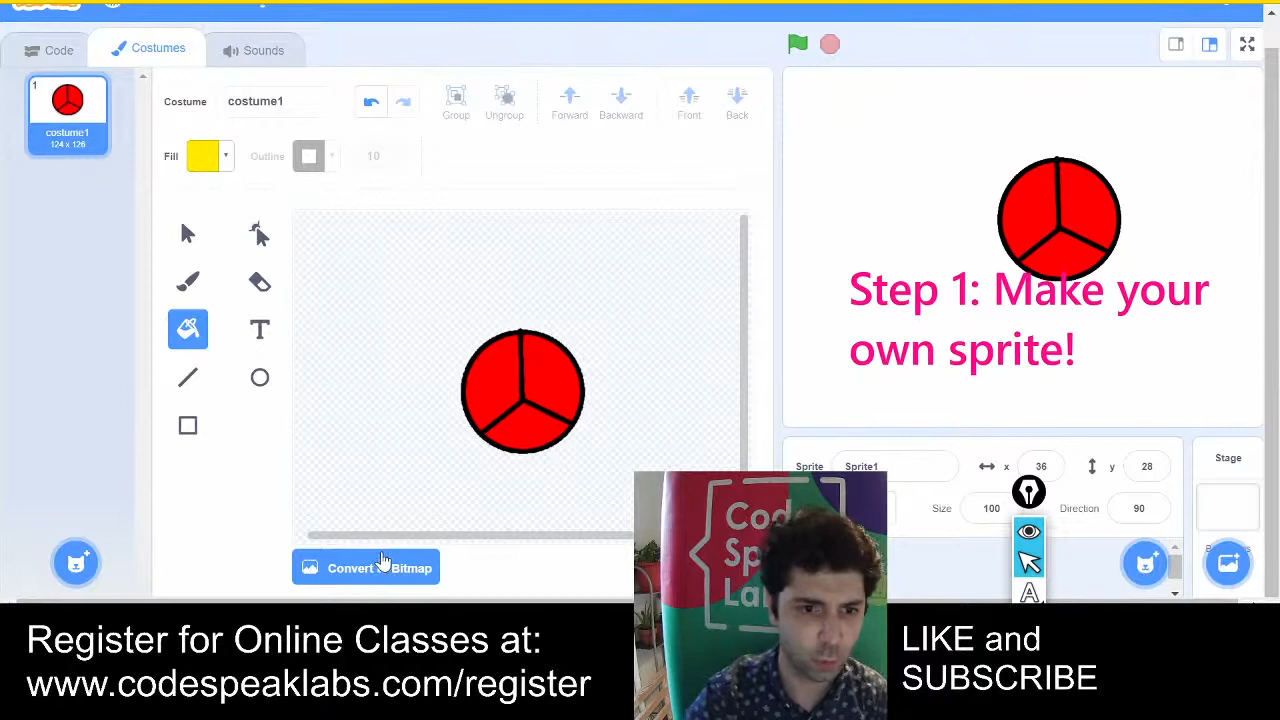 Code
Costumes
Sounds
1
costume1
124 x 126
Costume
costume1
Group
Ungroup
Forward
Backward
Front
Back
Fill
Outline
10
Convert Bitmap
Step 1: Make your
own sprite!
Sprite
Sprite1
x
36
y
28
Size
100
Direction
90
Stage
A
Register for Online Classes at:
www.codespeaklabs.com/register
LIKE and
SUBSCRIBE